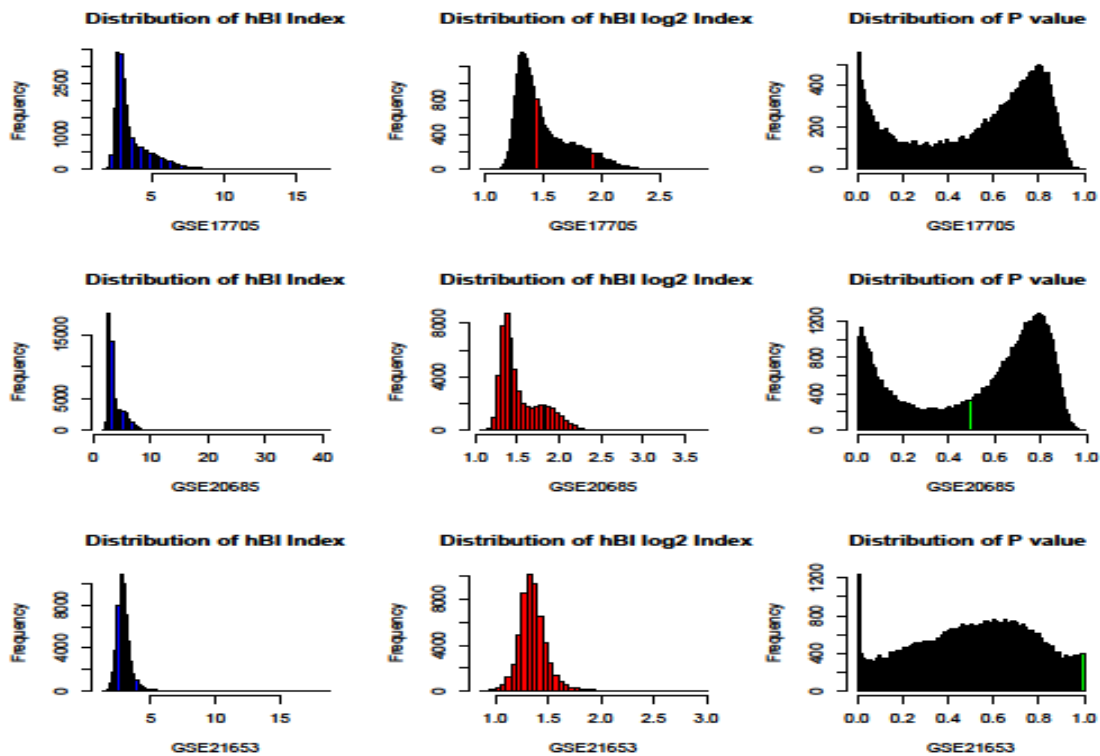 Distribution of hBI Index
Distribution of hBI log2 Index
Distribution of P value
Frequency
0 1000 2500
5 10 15
GSE17705
Frequency
0 400 800
1.0 1.5 2.0 2.5
GSE17705
Frequency
0 200 400
0.0 0.2 0.4 0.6 0.8 1.0
GSE17705
Distribution of hBI Index
Distribution of hBI log2 Index
Distribution of P value
Frequency
0 5000 15000
0 10 20 30 40
GSE20685
Frequency
0 4000 8000
1.0 1.5 2.0 2.5 3.0 3.5
GSE20685
Frequency
0 400 800 1200
0.0 0.2 0.4 0.6 0.8 1.0
GSE20685
Distribution of hBI Index
Distribution of hBI log2 Index
Distribution of P value
Frequency
0 4000 8000
5 10 15
GSE21653
Frequency
0 4000 8000
1.0 1.5 2.0 2.5 3.0
GSE21653
Frequency
0 400 800 1200
0.0 0.2 0.4 0.6 0.8 1.0
GSE21653